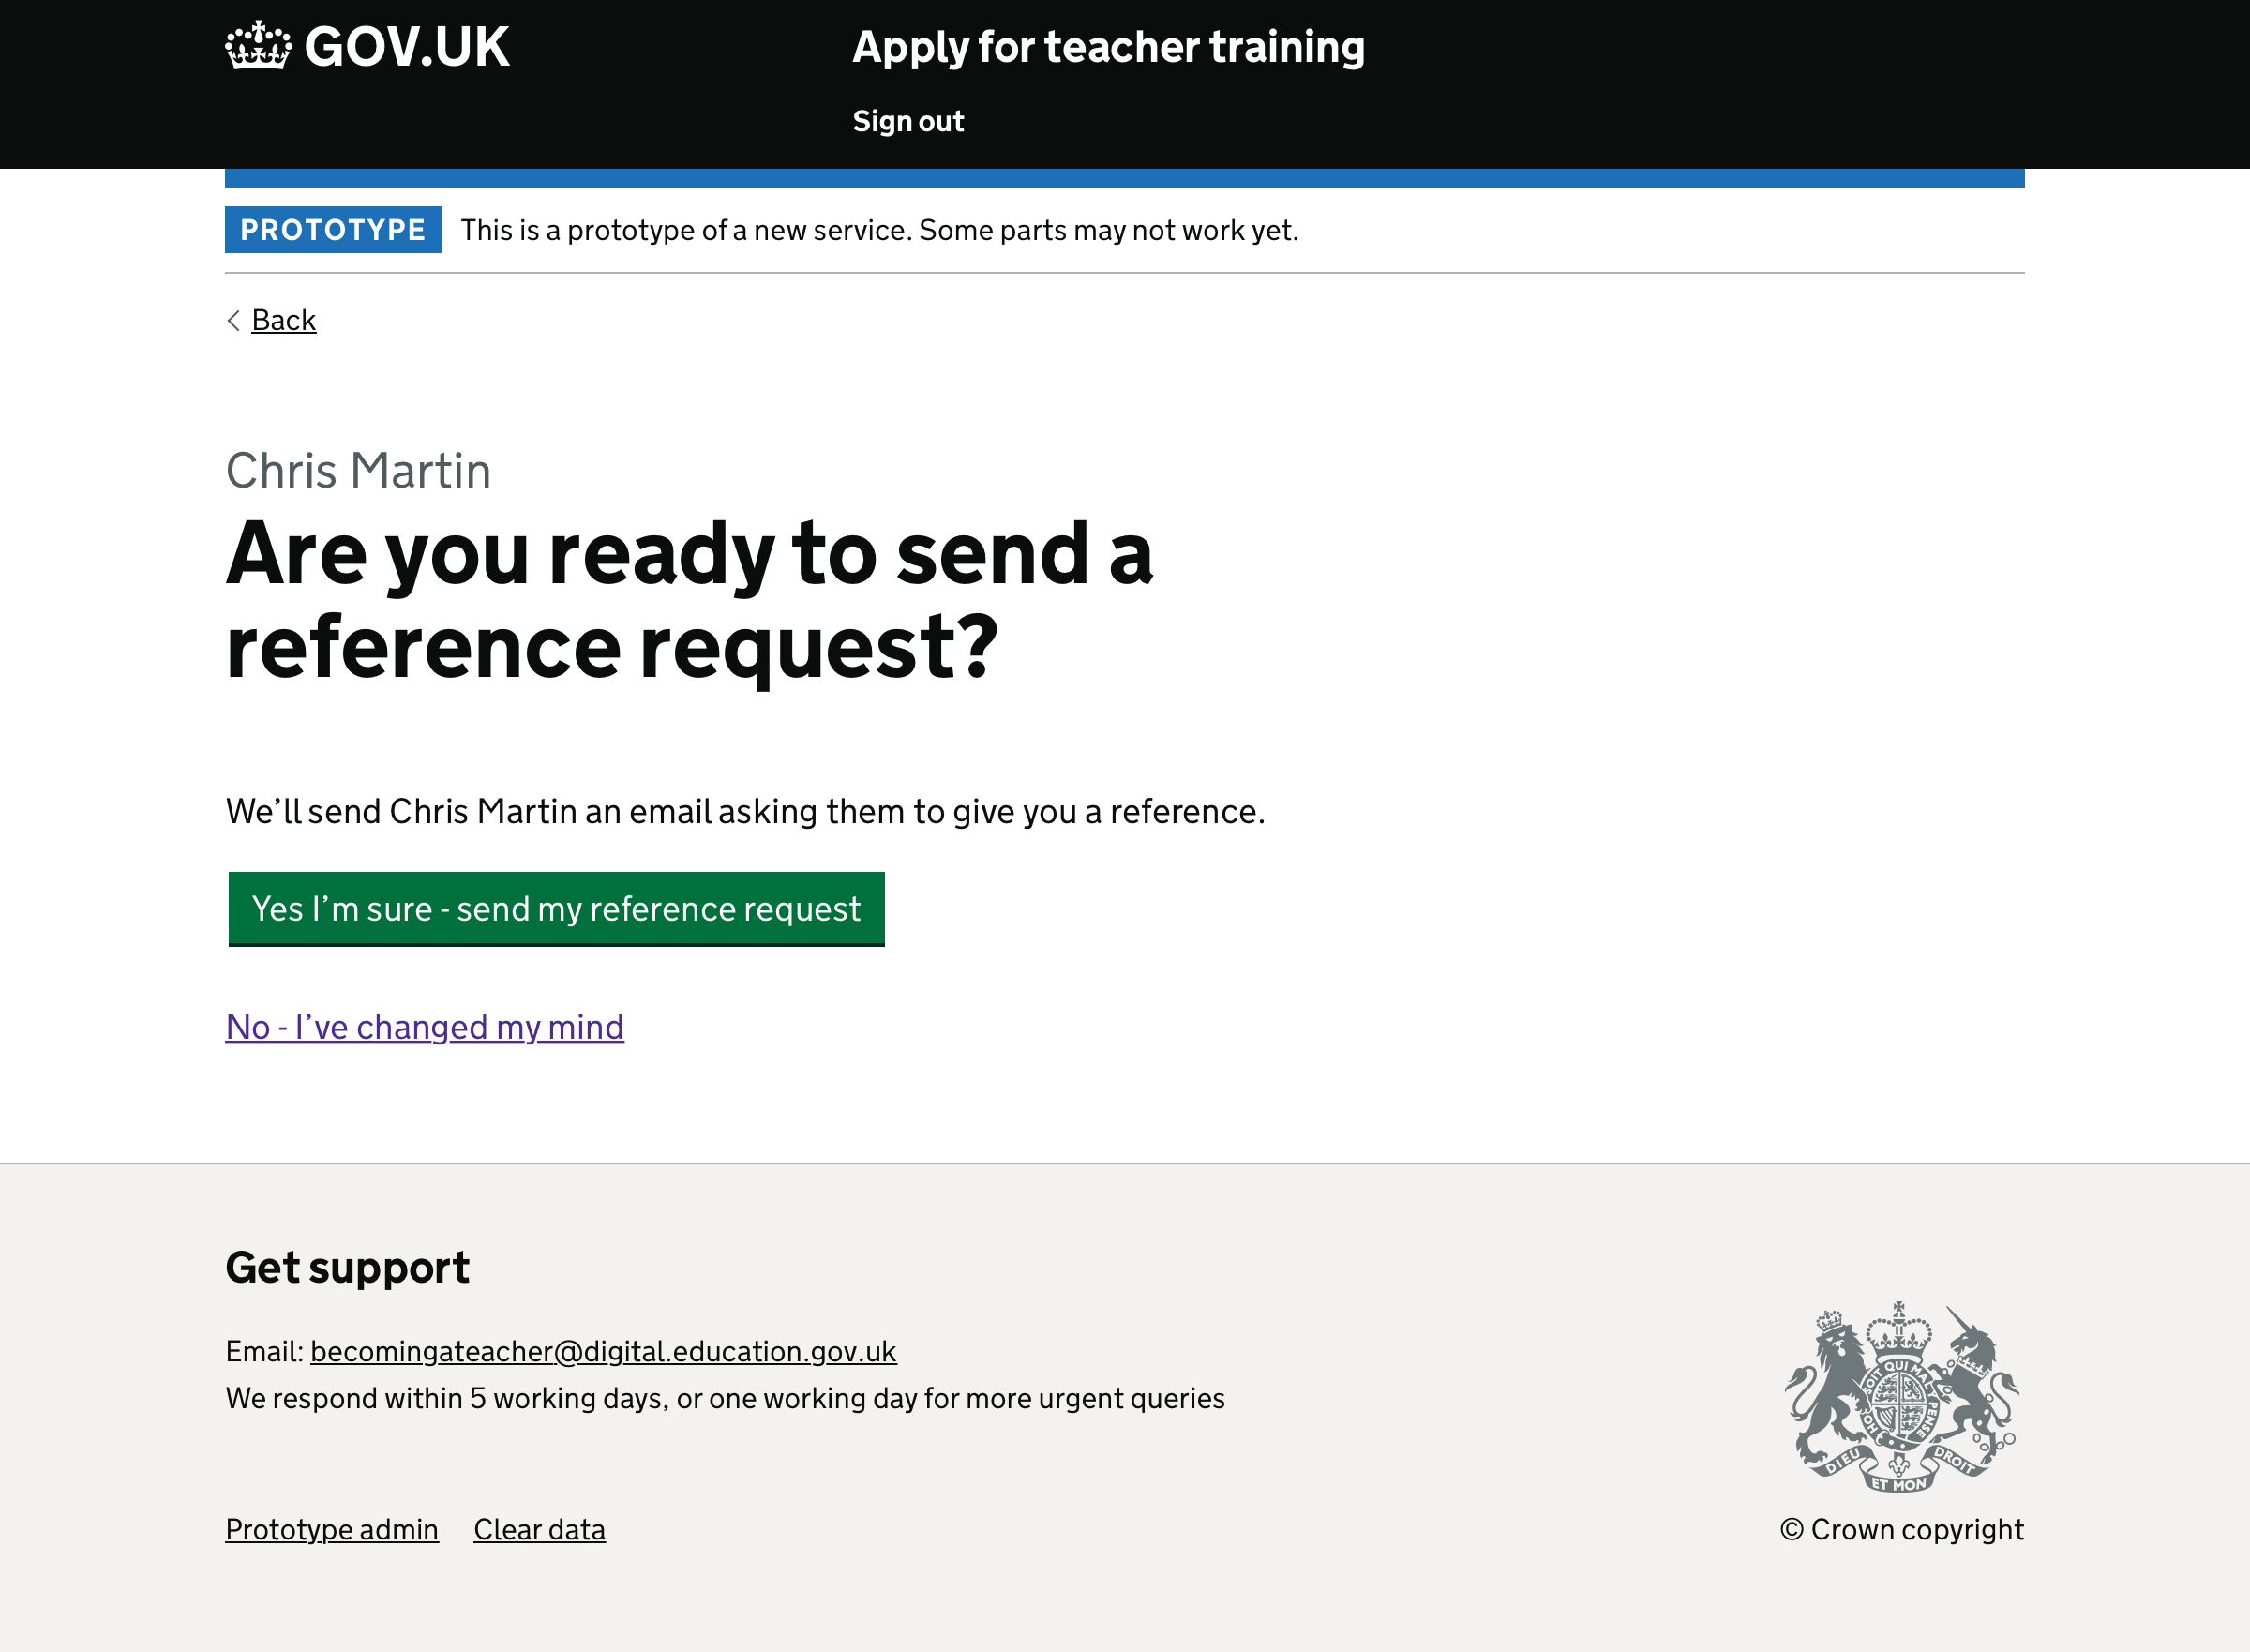 GOV.UK
Apply for teacher training
Sign out
PROTOTYPE This is a prototype of a new service. Some parts may not work yet.
Back
Chris Martin
Are you ready to send a
reference request?
We’ll send Chris Martin an email asking them to give you a reference.
Yes I’m sure - send my reference request
No - I’ve changed my mind
Get support
Email: becomingateacher@digital.education.gov.uk
We respond within 5 working days, or one working day for more urgent queries
SOIT QUI MAL Y PENSE
DIEU ET MON DROIT
Prototype admin Clear data
© Crown copyright